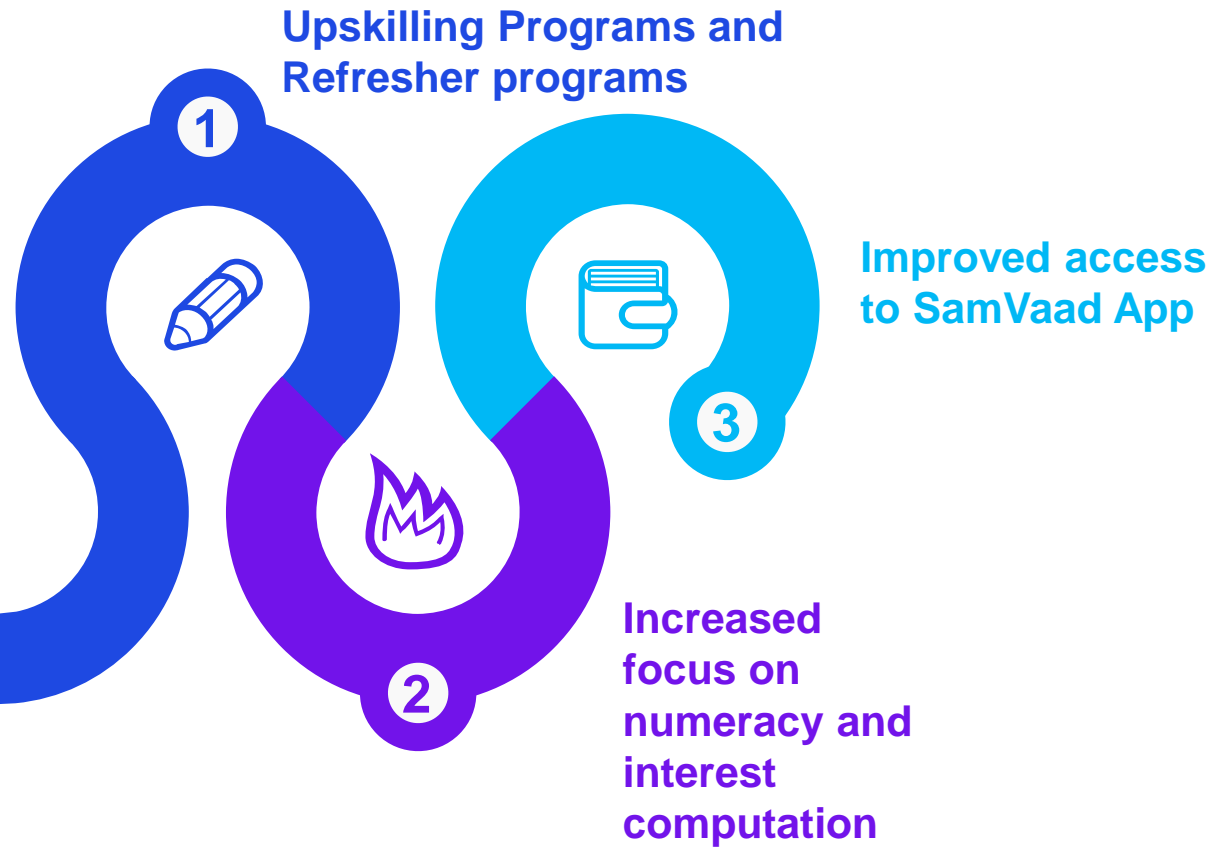 Upskilling Programs and
Refresher programs
1
Improved access
to SamVaad App
3
Increased
focus on
numeracy and
interest
computation
2